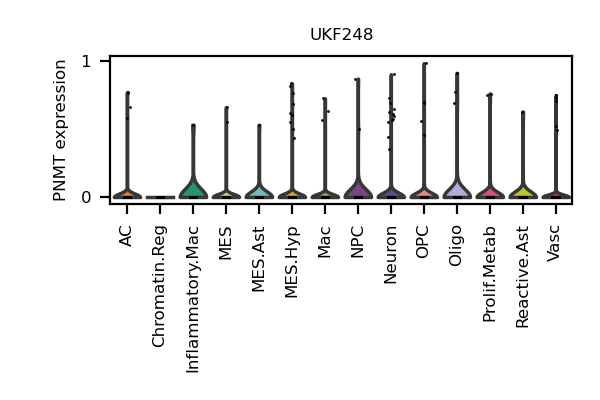 UKF248
PNMT expression
1
0
AC
Chromatin.Reg
Inflammatory.Mac
MES
MES.Ast
MES.Hyp
Mac
NPC
Neuron
OPC
Oligo
Prolif.Metab
Reactive.Ast
Vasc